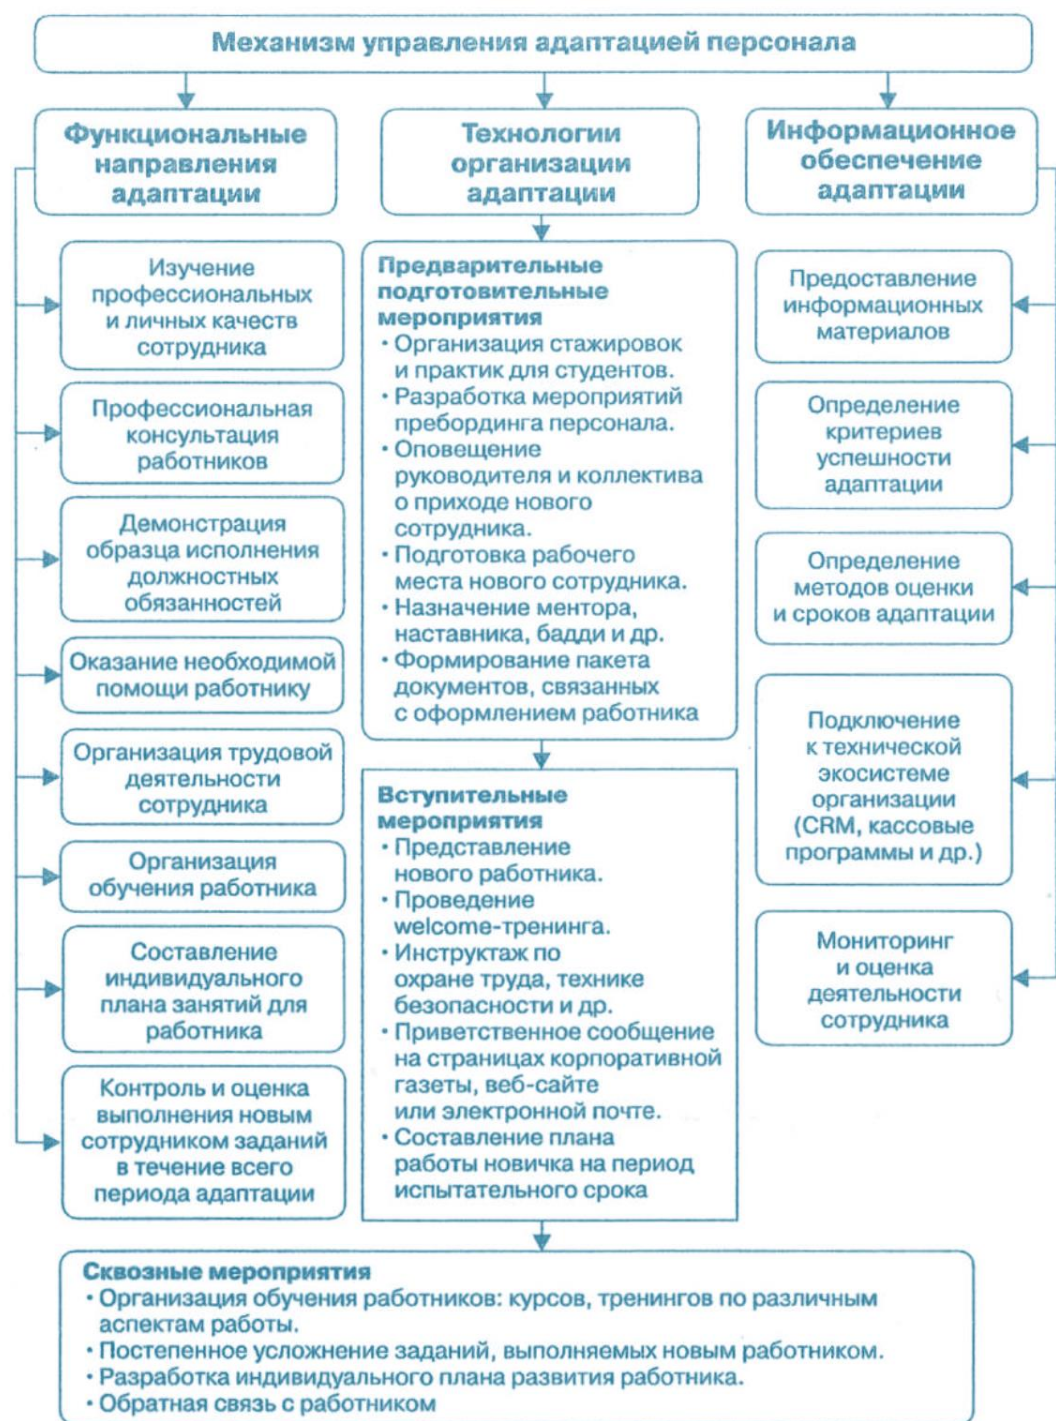 Механизм управления адаптацией персонала
Функциональные
направления
адаптации
Изучение
профессиональных
и личных качеств
сотрудника
Профессиональная
консультация
работников
Демонстрация
образца исполнения
должностных
обязанностей
Оказание необходимой
помощи работнику
Организация трудовой
деятельности
сотрудника
Организация
обучения работника
Составление
индивидуального
плана занятий для
работника
Контроль и оценка
выполнения новым
сотрудником заданий
в течение всего
периода адаптации
Технологии
организации
адаптации
Предварительные
подготовительные
мероприятия
• Организация стажировок
и практик для студентов.
• Разработка мероприятий
пребординга персонала.
• Оповещение
руководителя и коллектива
о приходе нового
сотрудника.
• Подготовка рабочего
места нового сотрудника.
• Назначение ментора,
наставника, бадди и др.
• Формирование пакета
документов, связанных
с оформлением работника
Вступительные
мероприятия
• Представление
нового работника.
• Проведение
welcome-тренинга.
• Инструктаж по
охране труда, технике
безопасности и др.
• Приветственное сообщение
на страницах корпоративной
газеты, веб-сайте
или электронной почте.
• Составление плана
работы новичка на период
испытательного срока
Информационное
обеспечение
адаптации
Предоставление
информационных
материалов
Определение
критериев
успешности
адаптации
Определение
методов оценки
и сроков адаптации
Подключение
к технической
экосистеме
организации
(CRM, кассовые
программы и др.)
Мониторинг
и оценка
деятельности
сотрудника
Сквозные мероприятия
• Организация обучения работников: курсов, тренингов по различным
аспектам работы.
• Постепенное усложнение заданий, выполняемых новым работником.
• Разработка индивидуального плана развития работника.
• Обратная связь с работником